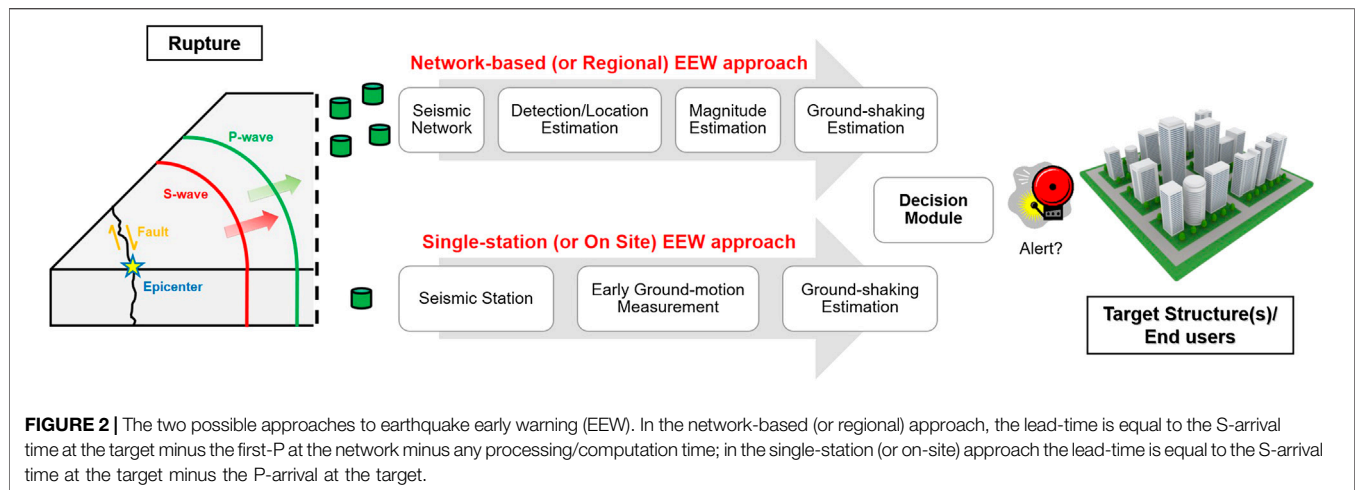 Rupture
P-wave
S-wave
Fault
Epicenter
Network-based (or Regional) EEW approach
Seismic
Network
Detection/Location
Estimation
Magnitude
Estimation
Ground-shaking
Estimation
Single-station (or On Site) EEW approach
Seismic Station
Early Ground-motion
Measurement
Ground-shaking
Estimation
Decision
Module
Alert?
Target Structure(s)/
End users
FIGURE 2 | The two possible approaches to earthquake early warning (EEW). In the network-based (or regional) approach, the lead-time is equal to the S-arrival
time at the target minus the first-P at the network minus any processing/computation time; in the single-station (or on-site) approach the lead-time is equal to the S-arrival
time at the target minus the P-arrival at the target.